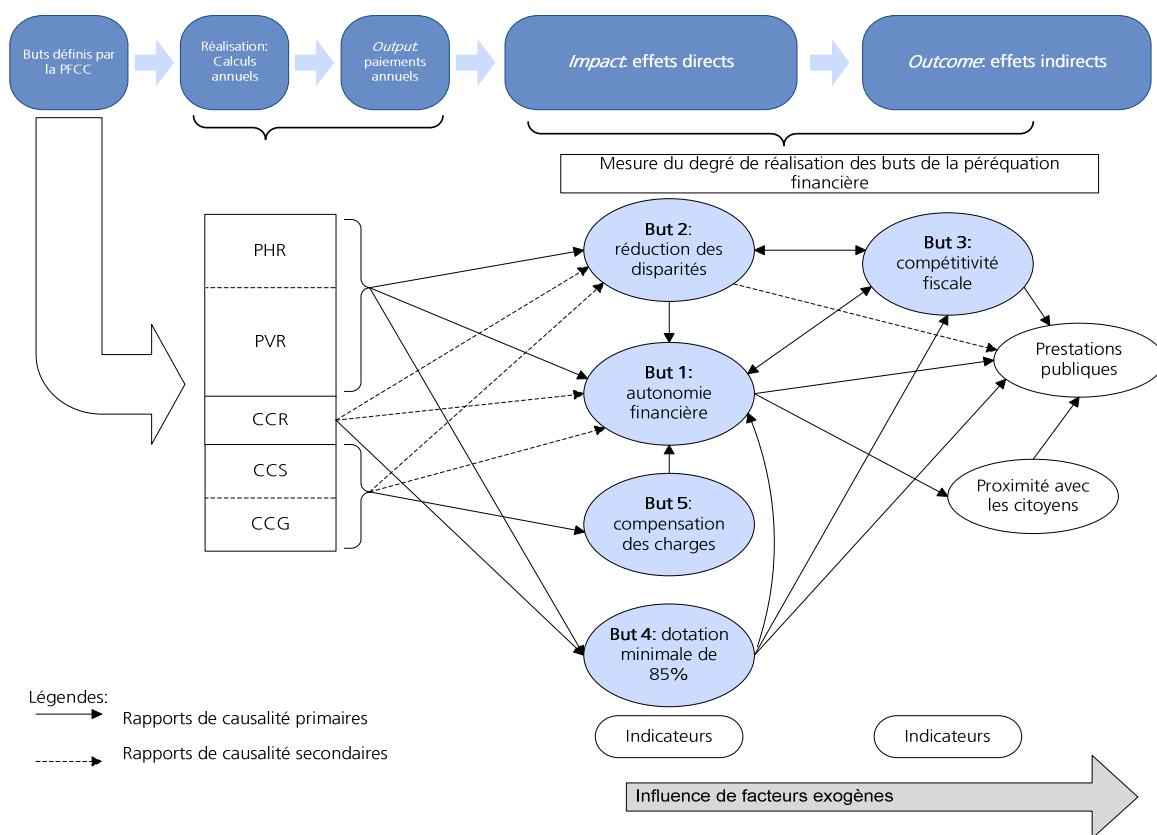 Buts définis par
la PFCC
Réalisation:
Calculs
annuels
Output:
paiements
annuels
Impact: effets directs
Outcome: effets indirects
Mesure du degré de réalisation des buts de la péréquation
financière
PHR
PVR
CCR
CCS
CCG
But 2:
réduction des
disparités
But 3:
compétitivité
fiscale
But 1:
autonomie
financière
Prestations
publiques
But 5:
compensation
des charges
Proximité avec
les citoyens
But 4: dotation
minimale de
85%
Légendes:
Rapports de causalité primaires
Rapports de causalité secondaires
Indicateurs
Indicateurs
Influence de facteurs exogènes